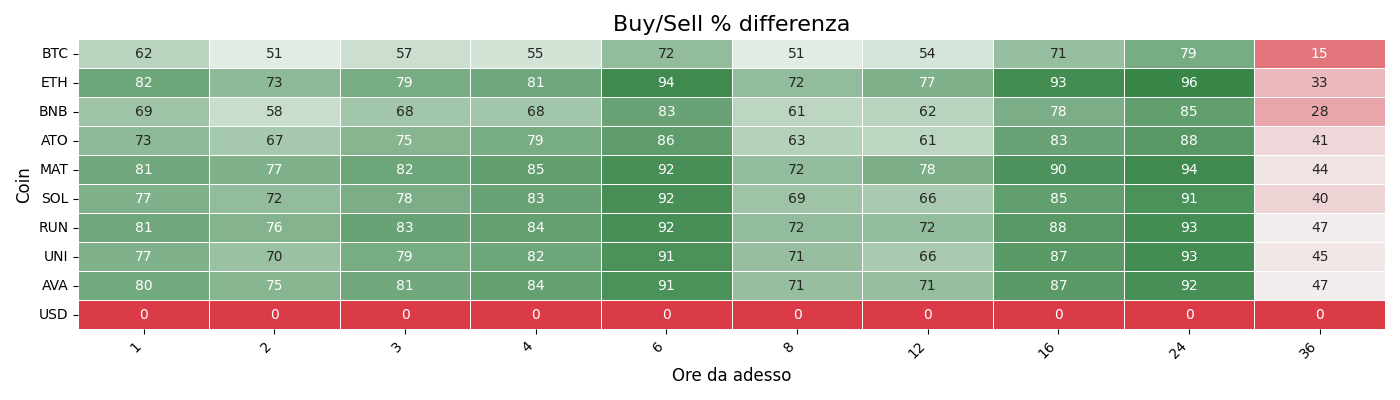 Buy/Sell % differenza
Coin
BTC 62 51 57 55 72 51 54 71 79 15
ETH 82 73 79 81 94 72 77 93 96 33
BNB 69 58 68 68 83 61 62 78 85 28
ATO 73 67 75 79 86 63 61 83 88 41
MAT 81 77 82 85 92 72 78 90 94 44
SOL 77 72 78 83 92 69 66 85 91 40
RUN 81 76 83 84 92 72 72 88 93 47
UNI 77 70 79 82 91 71 66 87 93 45
AVA 80 75 81 84 91 71 71 87 92 47
USD 0 0 0 0 0 0 0 0 0 0
1 2 3 4 6 8 12 16 24 36
Ore da adesso